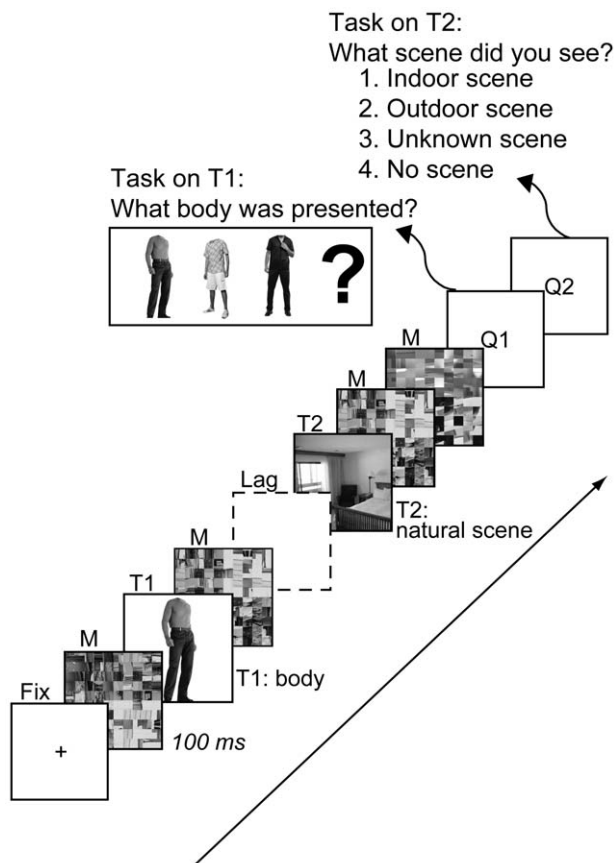 Task on T2:
What scene did you see?
1. Indoor scene
2. Outdoor scene
3. Unknown scene
4. No scene
Task on T1:
What body was presented?
?
Q2
Q1
M
M
T2
Lag
T2:
natural scene
M
T1
T1: body
M
Fix
100 ms
+